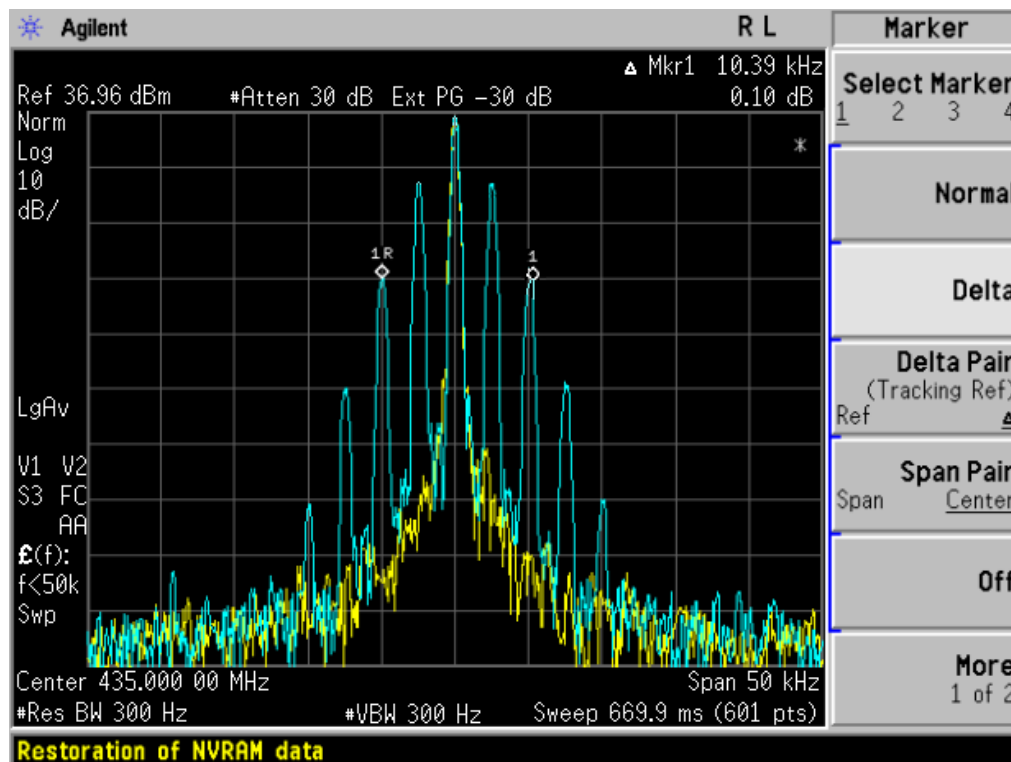 Agilent R L Marker
Δ Mkr1 10.39 kHz
Ref 36.96 dBm #Atten 30 dB Ext PG -30 dB 0.10 dB
Norm
Log
10
dB/
LgAv
V1 V2
S3 FC
AA
£(f):
f<50k
Swp
1R
1
*
Center 435.000 00 MHz Span 50 kHz
#Res BW 300 Hz #VBW 300 Hz Sweep 669.9 ms (601 pts)
Select Marker
1 2 3 4
Normal
Delta
Delta Pair
(Tracking Ref)
Ref Δ
Span Pair
Span Center
Off
More
1 of 2
Restoration of NVRAM data